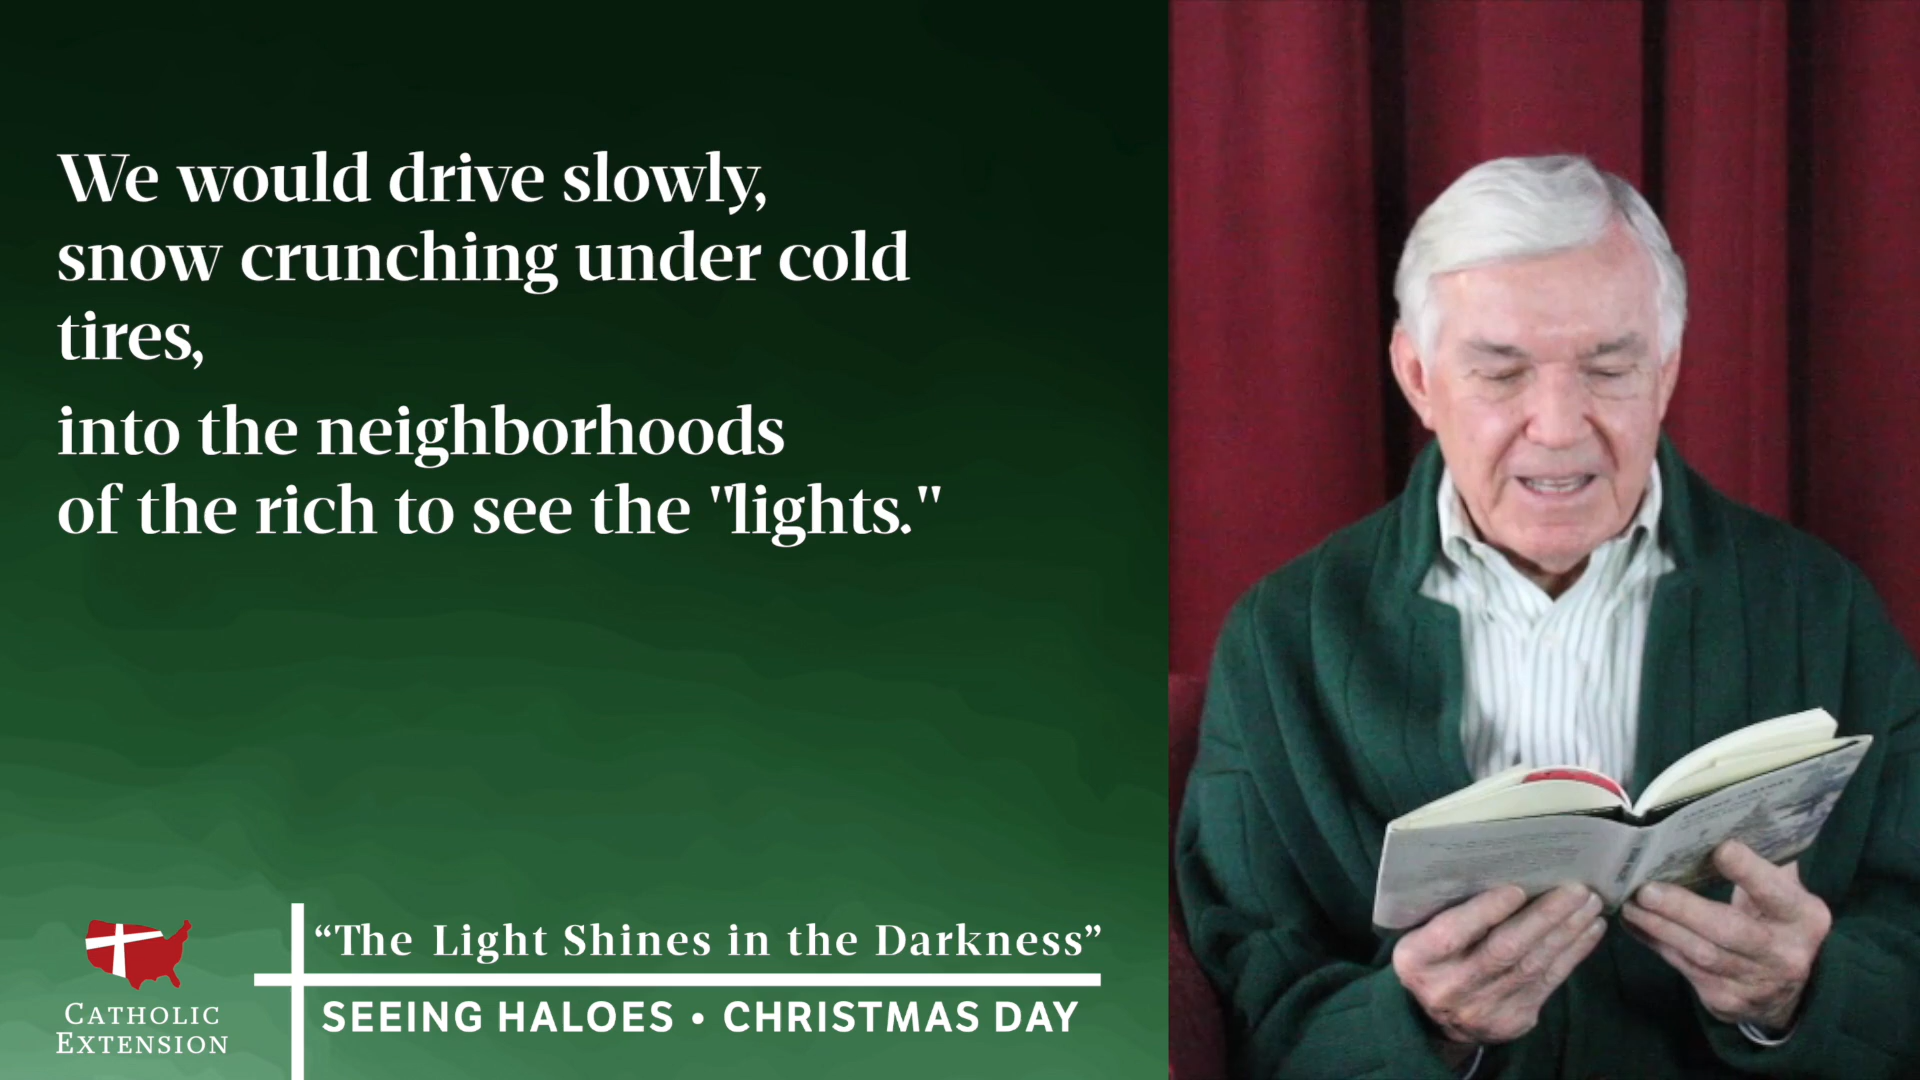 We would drive slowly,
snow crunching under cold
tires,
into the neighborhoods
of the rich to see the "lights."
“The Light Shines in the Darkness”
SEEING HALOES • CHRISTMAS DAY
CATHOLIC
EXTENSION